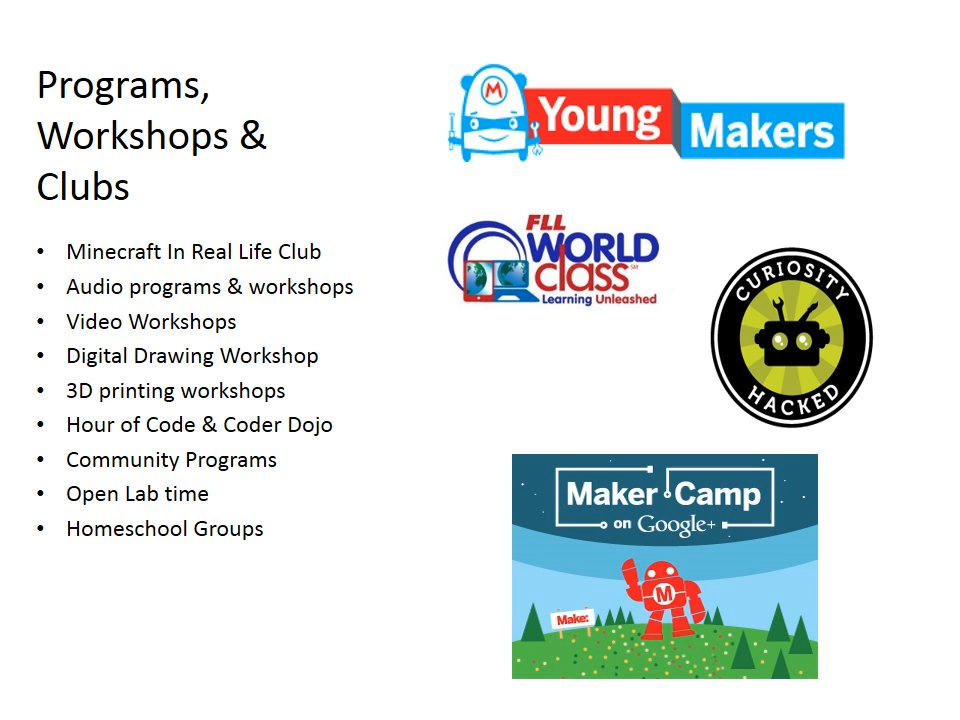 Programs,
Workshops &
Clubs
• Minecraft In Real Life Club
• Audio programs & workshops
• Video Workshops
• Digital Drawing Workshop
• 3D printing workshops
• Hour of Code & Coder Dojo
• Community Programs
• Open Lab time
• Homeschool Groups
M
Young
Makers
FLL
WORLD
class℠
Learning Unleashed
CURIOSITY
HACKED
Maker Camp
on Google+
M
Make: